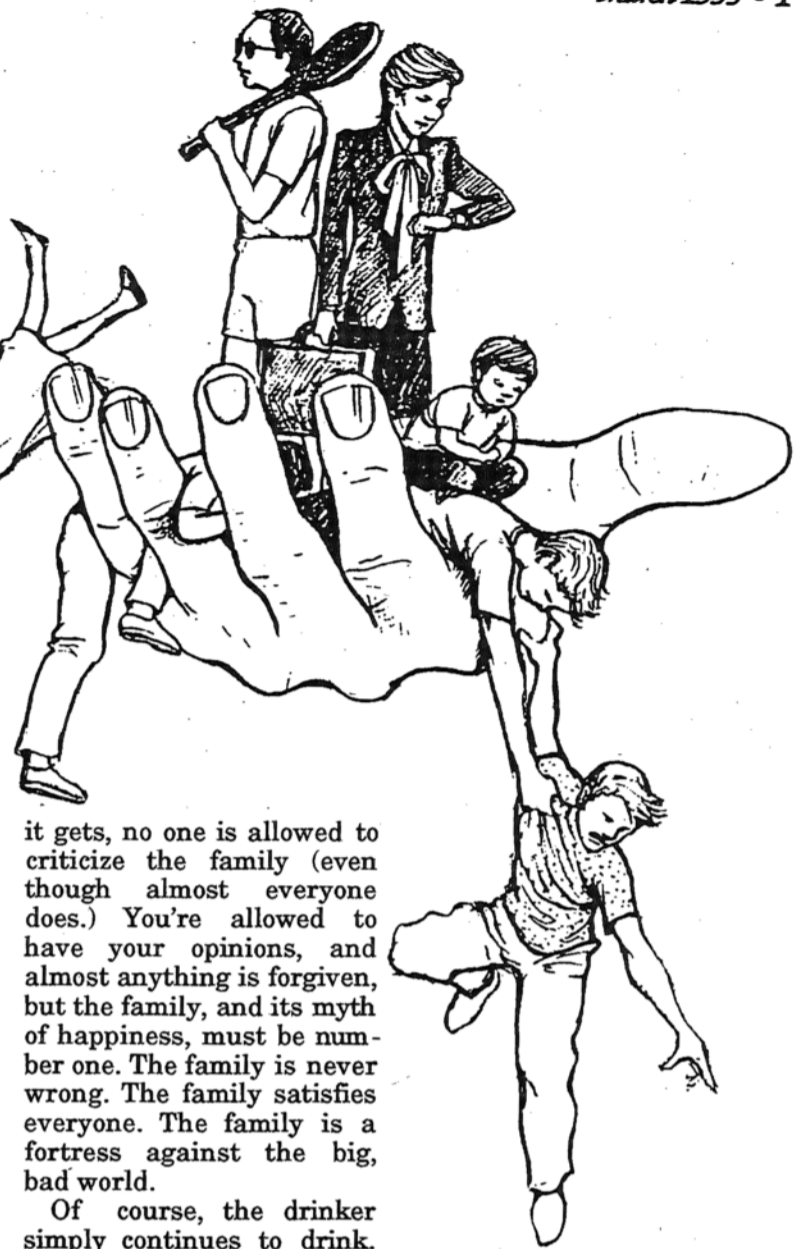 it gets, no one is allowed to
criticize the family (even
though almost everyone
does.) You're allowed to
have your opinions, and
almost anything is forgiven,
but the family, and its myth
of happiness, must be num-
ber one. The family is never
wrong. The family satisfies
everyone. The family is a
fortress against the big,
bad world.
Of course, the drinker
simply continues to drink.